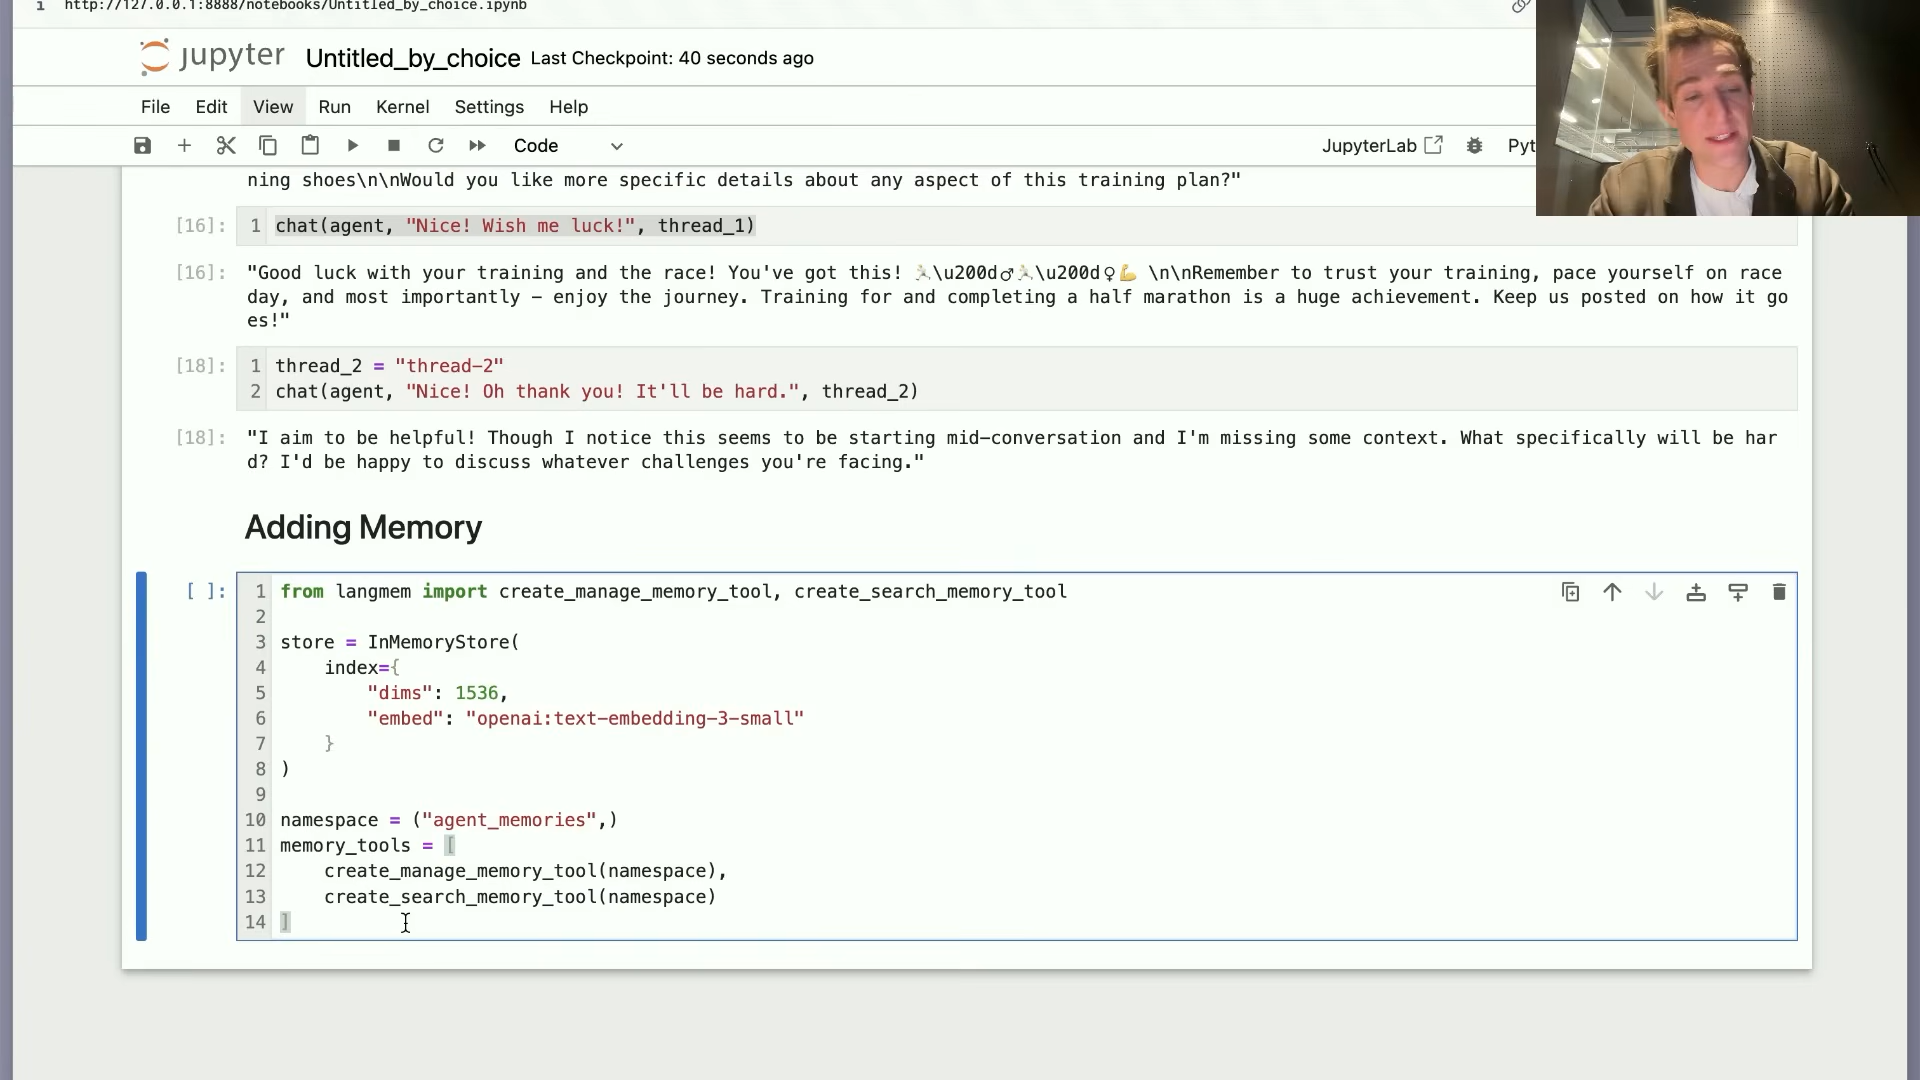 http://127.0.0.1:8888/notebooks/Untitled_by_choice.ipynb
jupyter Untitled_by_choice Last Checkpoint: 40 seconds ago
File Edit View Run Kernel Settings Help
Code JupyterLab Pyt
ning shoes\n\nWould you like more specific details about any aspect of this training plan?"
[16]: 1 chat(agent, "Nice! Wish me luck!", thread_1)
[16]: "Good luck with your training and the race! You've got this! 🏃\u200d♂🏃\u200d♀💪 \n\nRemember to trust your training, pace yourself on race
day, and most importantly – enjoy the journey. Training for and completing a half marathon is a huge achievement. Keep us posted on how it go
es!"
[18]: 1 thread_2 = "thread-2"
2 chat(agent, "Nice! Oh thank you! It'll be hard.", thread_2)
[18]: "I aim to be helpful! Though I notice this seems to be starting mid-conversation and I'm missing some context. What specifically will be har
d? I'd be happy to discuss whatever challenges you're facing."
Adding Memory
[ ]: 1 from langmem import create_manage_memory_tool, create_search_memory_tool
2
3 store = InMemoryStore(
4     index={
5         "dims": 1536,
6         "embed": "openai:text-embedding-3-small"
7     }
8 )
9
10 namespace = ("agent_memories",)
11 memory_tools = [
12     create_manage_memory_tool(namespace),
13     create_search_memory_tool(namespace)
14 ]